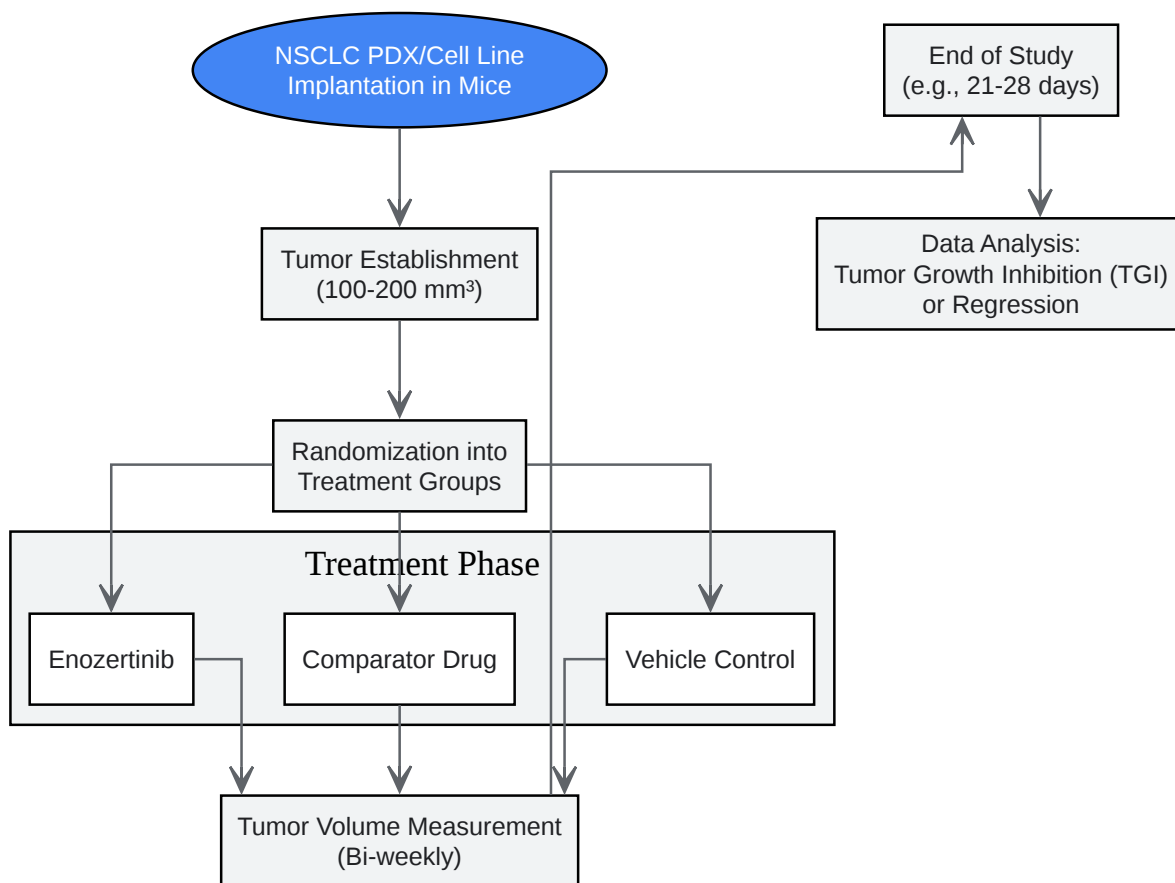 NSCLC PDX/Cell Line
Implantation in Mice
Tumor Establishment
(100-200 mm³)
Randomization into
Treatment Groups
Treatment Phase
Enozertinib
Comparator Drug
Vehicle Control
Tumor Volume Measurement
(Bi-weekly)
End of Study
(e.g., 21-28 days)
Data Analysis:
Tumor Growth Inhibition (TGI)
or Regression